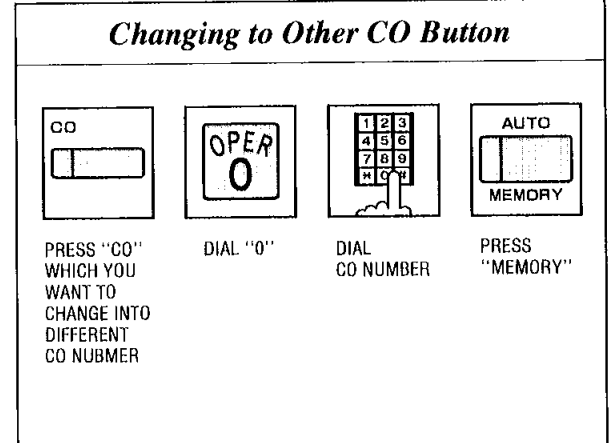 Changing to Other CO Button
CO
OPER
0
1 2 3
4 5 6
7 8 9
* 0 #
AUTO
MEMORY
PRESS "CO"
WHICH YOU
WANT TO
CHANGE INTO
DIFFERENT
CO NUBMER
DIAL "0"
DIAL
CO NUMBER
PRESS
"MEMORY"